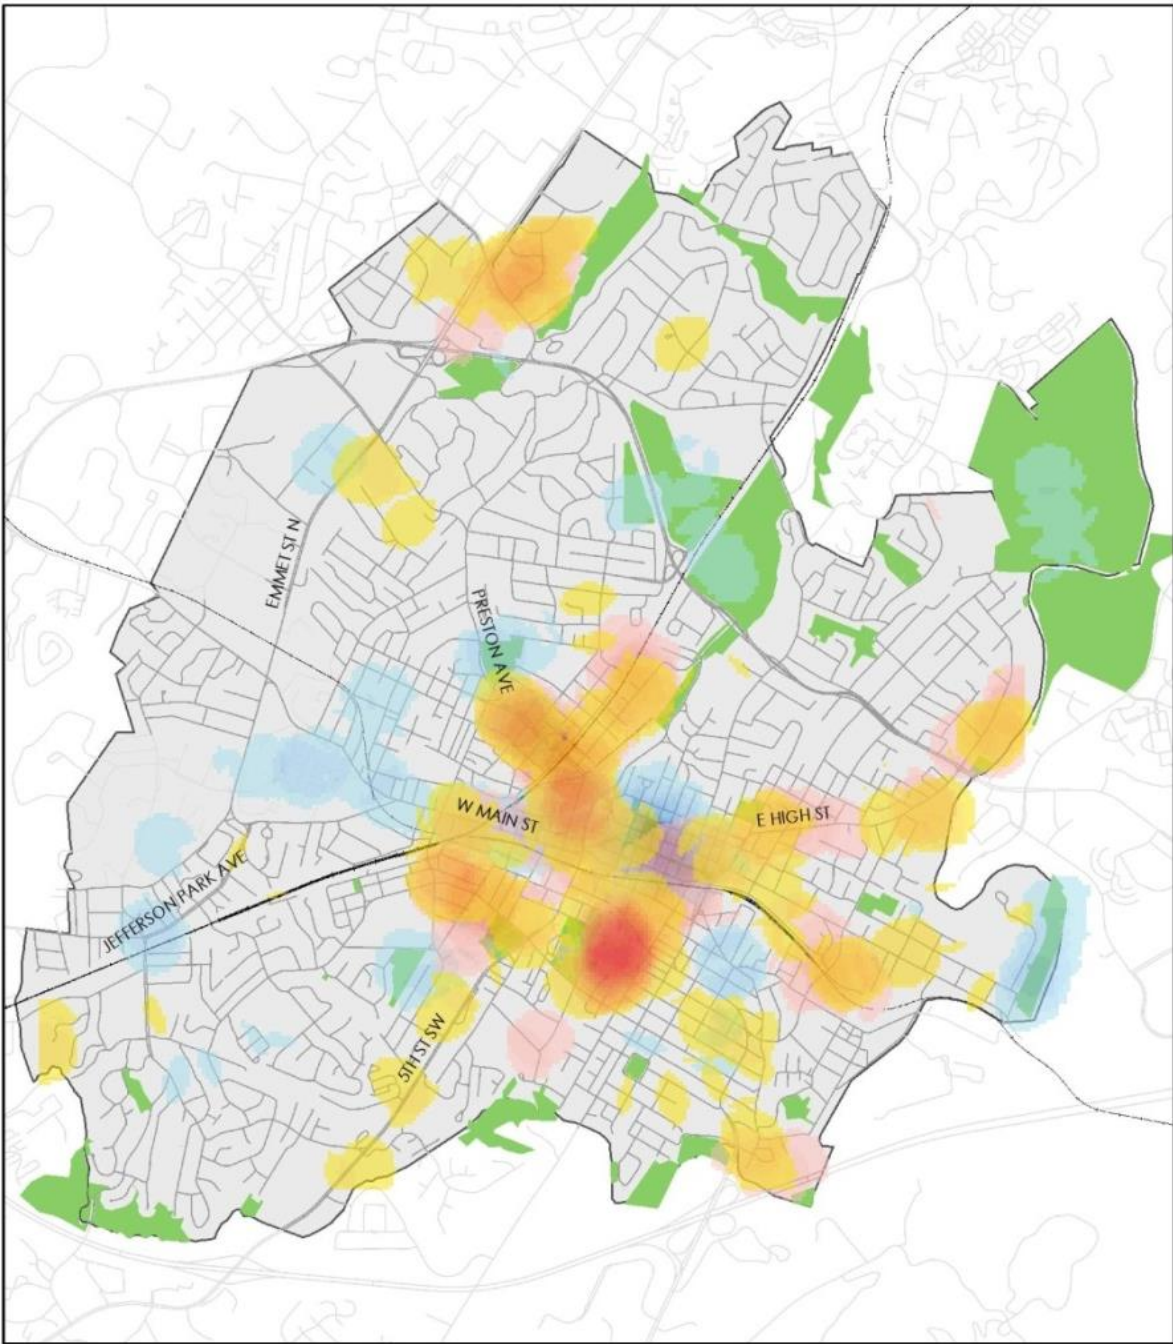 EMMET ST N
PRESTON AVE
W MAIN ST
E HIGH ST
JEFFERSON PARK AVE
5TH ST SW